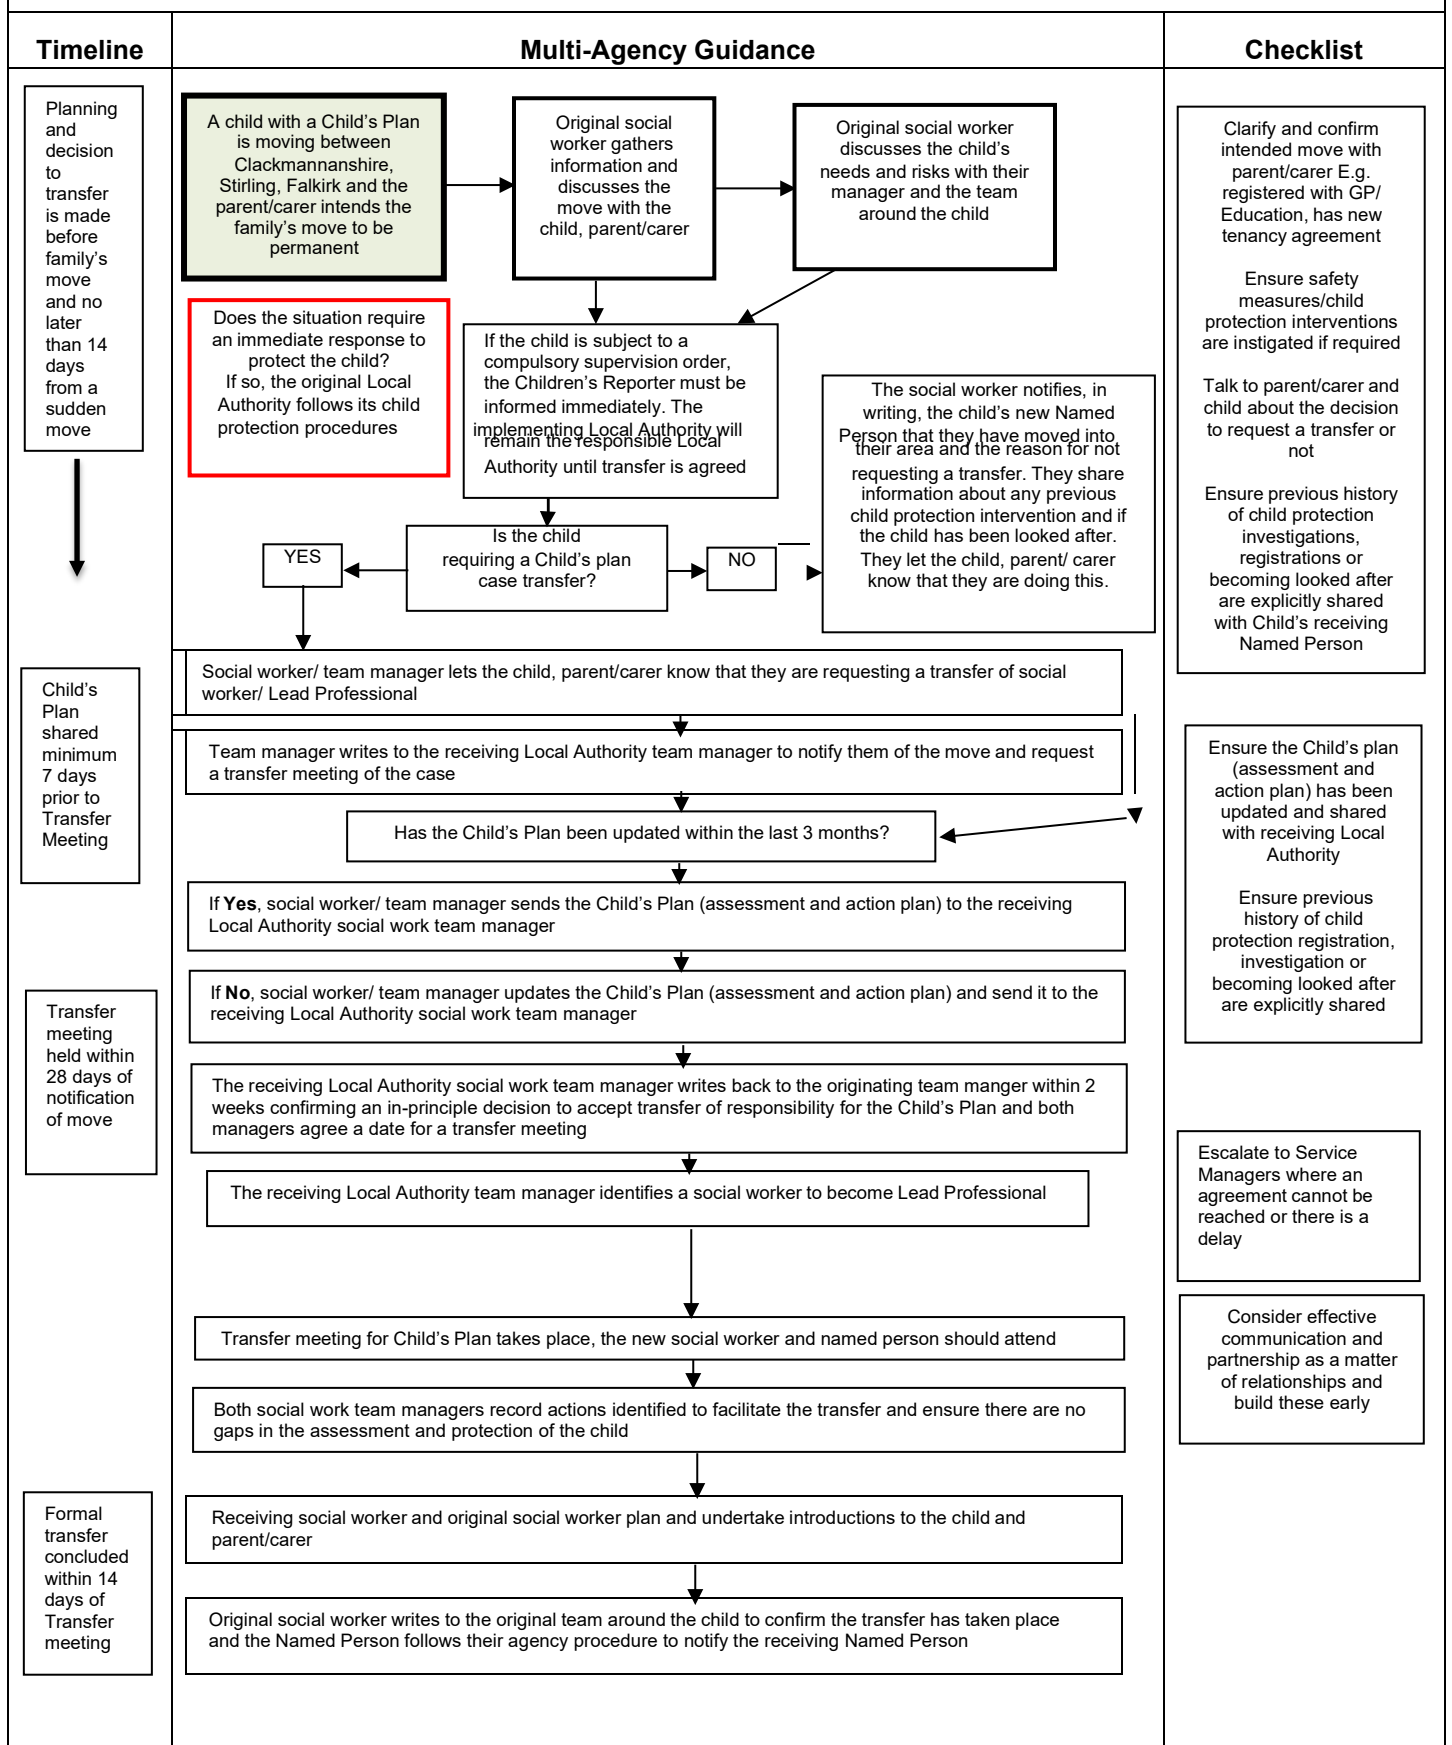 Timeline
Multi-Agency Guidance
Checklist
Planning
and
decision
to
transfer
is made
before
family’s
move
and no
later
than 14
days
from a
sudden
move
A child with a Child’s Plan
is moving between
Clackmannanshire,
Stirling, Falkirk and the
parent/carer intends the
family’s move to be
permanent
Original social
worker gathers
information and
discusses the
move with the
child, parent/carer
Original social worker
discusses the child’s
needs and risks with their
manager and the team
around the child
Clarify and confirm
intended move with
parent/carer E.g.
registered with GP/
Education, has new
tenancy agreement
Ensure safety
measures/child
protection interventions
are instigated if required
Talk to parent/carer and
child about the decision
to request a transfer or
not
Ensure previous history
of child protection
investigations,
registrations or
becoming looked after
are explicitly shared
with Child’s receiving
Named Person
Does the situation require
an immediate response to
protect the child?
If so, the original Local
Authority follows its child
protection procedures
If the child is subject to a
compulsory supervision order,
the Children’s Reporter must be
informed immediately. The
implementing Local Authority will
remain the responsible Local
Authority until transfer is agreed
The social worker notifies, in
writing, the child’s new Named
Person that they have moved into
their area and the reason for not
requesting a transfer. They share
information about any previous
child protection intervention and if
the child has been looked after.
They let the child, parent/ carer
know that they are doing this.
Is the child
requiring a Child’s plan
case transfer?
YES
NO
Social worker/ team manager lets the child, parent/carer know that they are requesting a transfer of social
worker/ Lead Professional
Child’s
Plan
shared
minimum
7 days
prior to
Transfer
Meeting
Team manager writes to the receiving Local Authority team manager to notify them of the move and request
a transfer meeting of the case
Has the Child’s Plan been updated within the last 3 months?
Ensure the Child’s plan
(assessment and
action plan) has been
updated and shared
with receiving Local
Authority
Ensure previous
history of child
protection registration,
investigation or
becoming looked after
are explicitly shared
If Yes, social worker/ team manager sends the Child’s Plan (assessment and action plan) to the receiving
Local Authority social work team manager
If No, social worker/ team manager updates the Child’s Plan (assessment and action plan) and send it to the
receiving Local Authority social work team manager
Transfer
meeting
held within
28 days of
notification
of move
The receiving Local Authority social work team manager writes back to the originating team manger within 2
weeks confirming an in-principle decision to accept transfer of responsibility for the Child’s Plan and both
managers agree a date for a transfer meeting
Escalate to Service
Managers where an
agreement cannot be
reached or there is a
delay
The receiving Local Authority team manager identifies a social worker to become Lead Professional
Transfer meeting for Child’s Plan takes place, the new social worker and named person should attend
Consider effective
communication and
partnership as a matter
of relationships and
build these early
Both social work team managers record actions identified to facilitate the transfer and ensure there are no
gaps in the assessment and protection of the child
Formal
transfer
concluded
within 14
days of
Transfer
meeting
Receiving social worker and original social worker plan and undertake introductions to the child and
parent/carer
Original social worker writes to the original team around the child to confirm the transfer has taken place
and the Named Person follows their agency procedure to notify the receiving Named Person